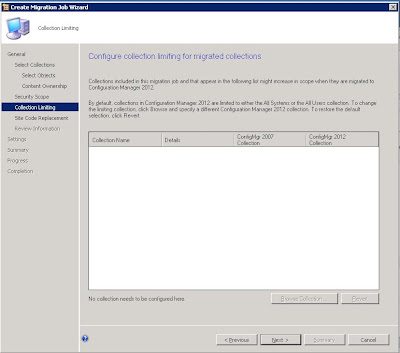 Create Migration Job Wizard
Collection Limiting
General
Select Collections
Select Objects
Content Ownership
Security Scope
Collection Limiting
Site Code Replacement
Review Information
Settings
Summary
Progress
Completion
Configure collection limiting for migrated collections
Collections included in this migration job and that appear in the following list might increase in scope when they are migrated to
Configuration Manager 2012.
By default, collections in Configuration Manager 2012 are limited to either the All Systems or the All Users collection. To change
the limiting collection, click Browse and specify a different Configuration Manager 2012 collection. To restore the default
selection, click Revert.
Collection Name Details ConfigMgr 2007 Collection ConfigMgr 2012 Collection
No collection needs to be configured here.
Browse Collection... Revert
< Previous Next > Summary Cancel